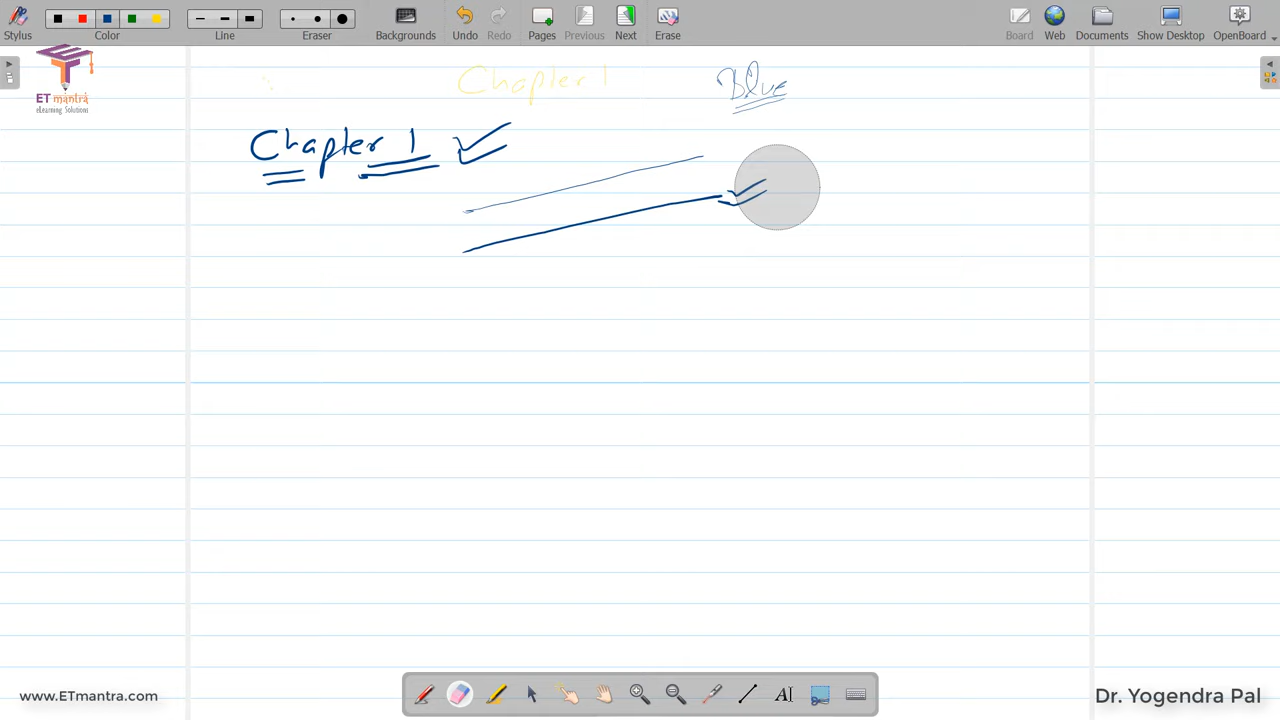 Stylus Color Line Eraser Backgrounds Undo Redo Pages Previous Next Erase Board Web Documents Show Desktop OpenBoard
ET mantra
eLearning Solutions
Chapter 1 Blue
Chapter 1
www.ETmantra.com Dr. Yogendra Pal